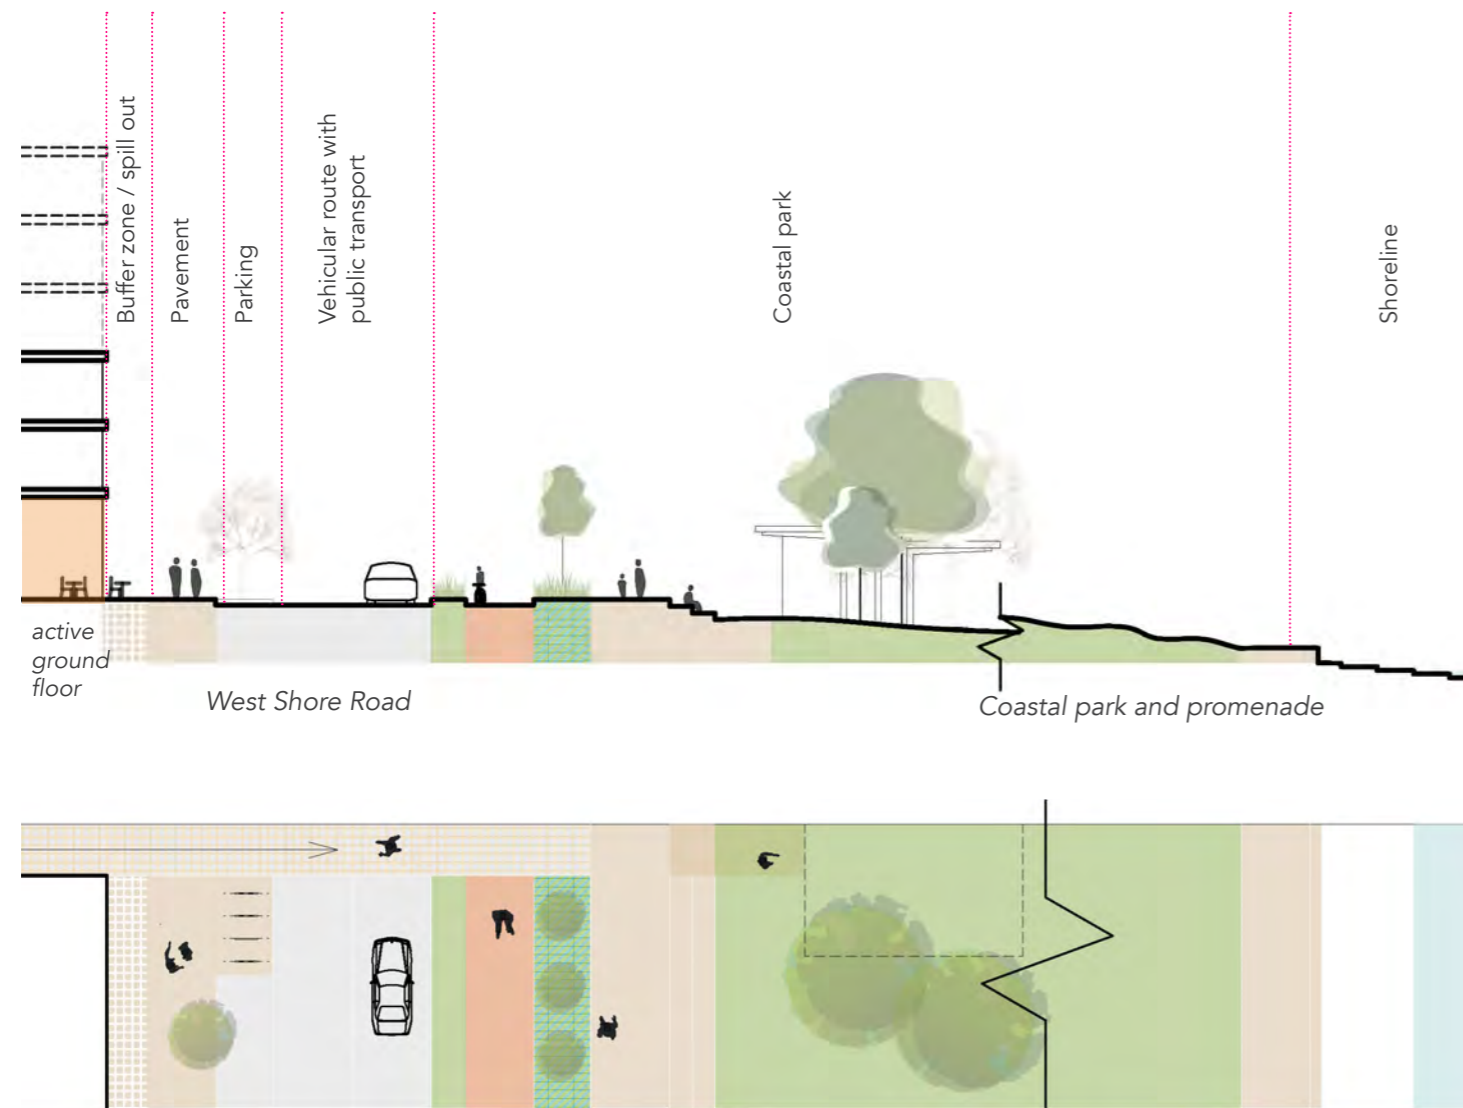 Buffer zone / spill out
Pavement
Parking
Vehicular route with
public transport
Coastal park
Shoreline
active
ground
floor
West Shore Road
Coastal park and promenade